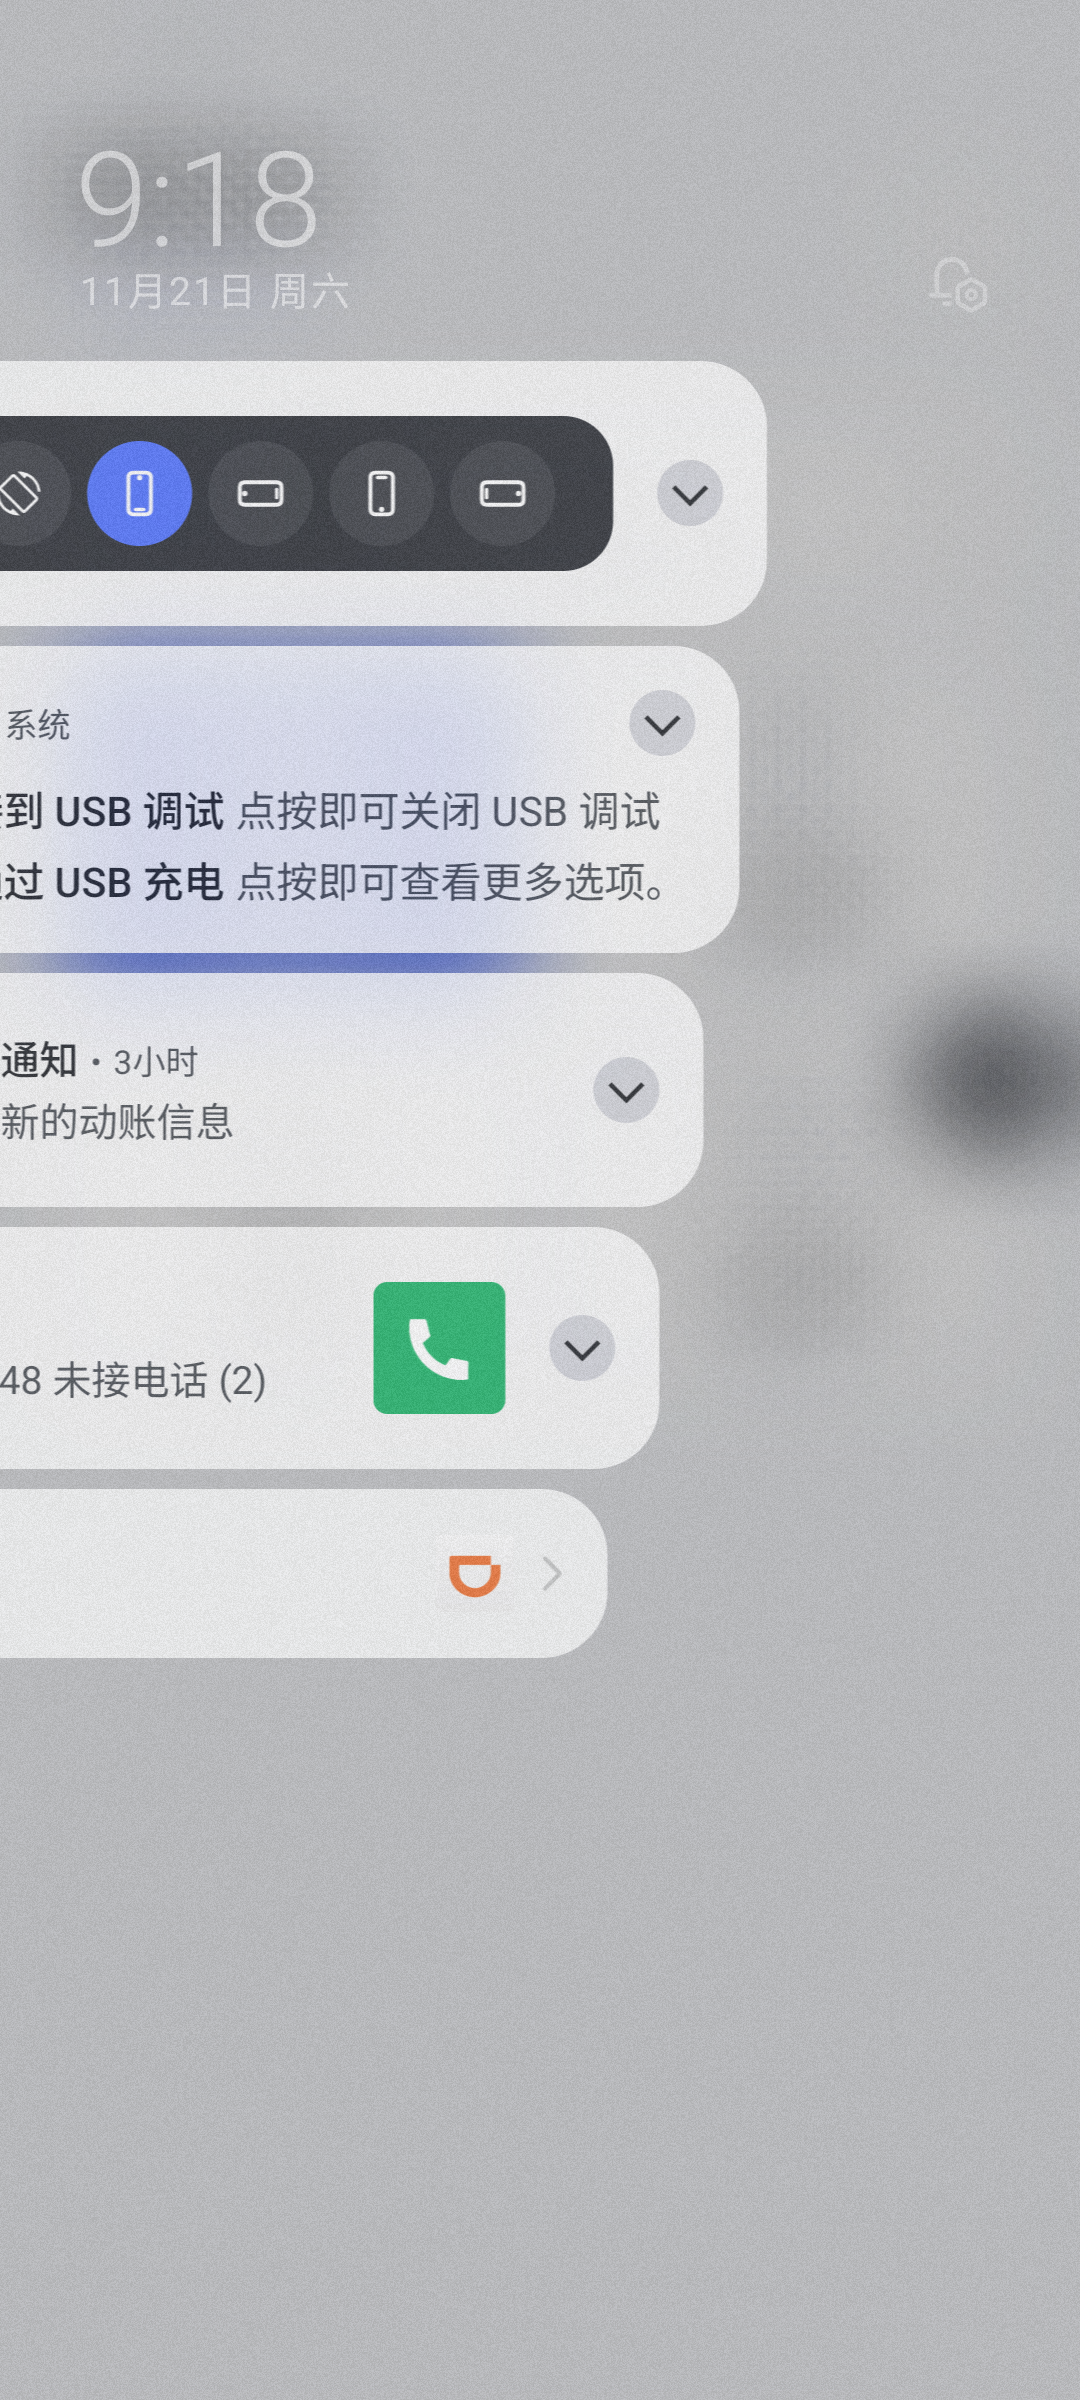 9:18
11月21日 周六
系统
到 USB 调试 点按即可关闭 USB 调试
过 USB 充电 点按即可查看更多选项。
通知 · 3小时
新的动账信息
48 未接电话 (2)